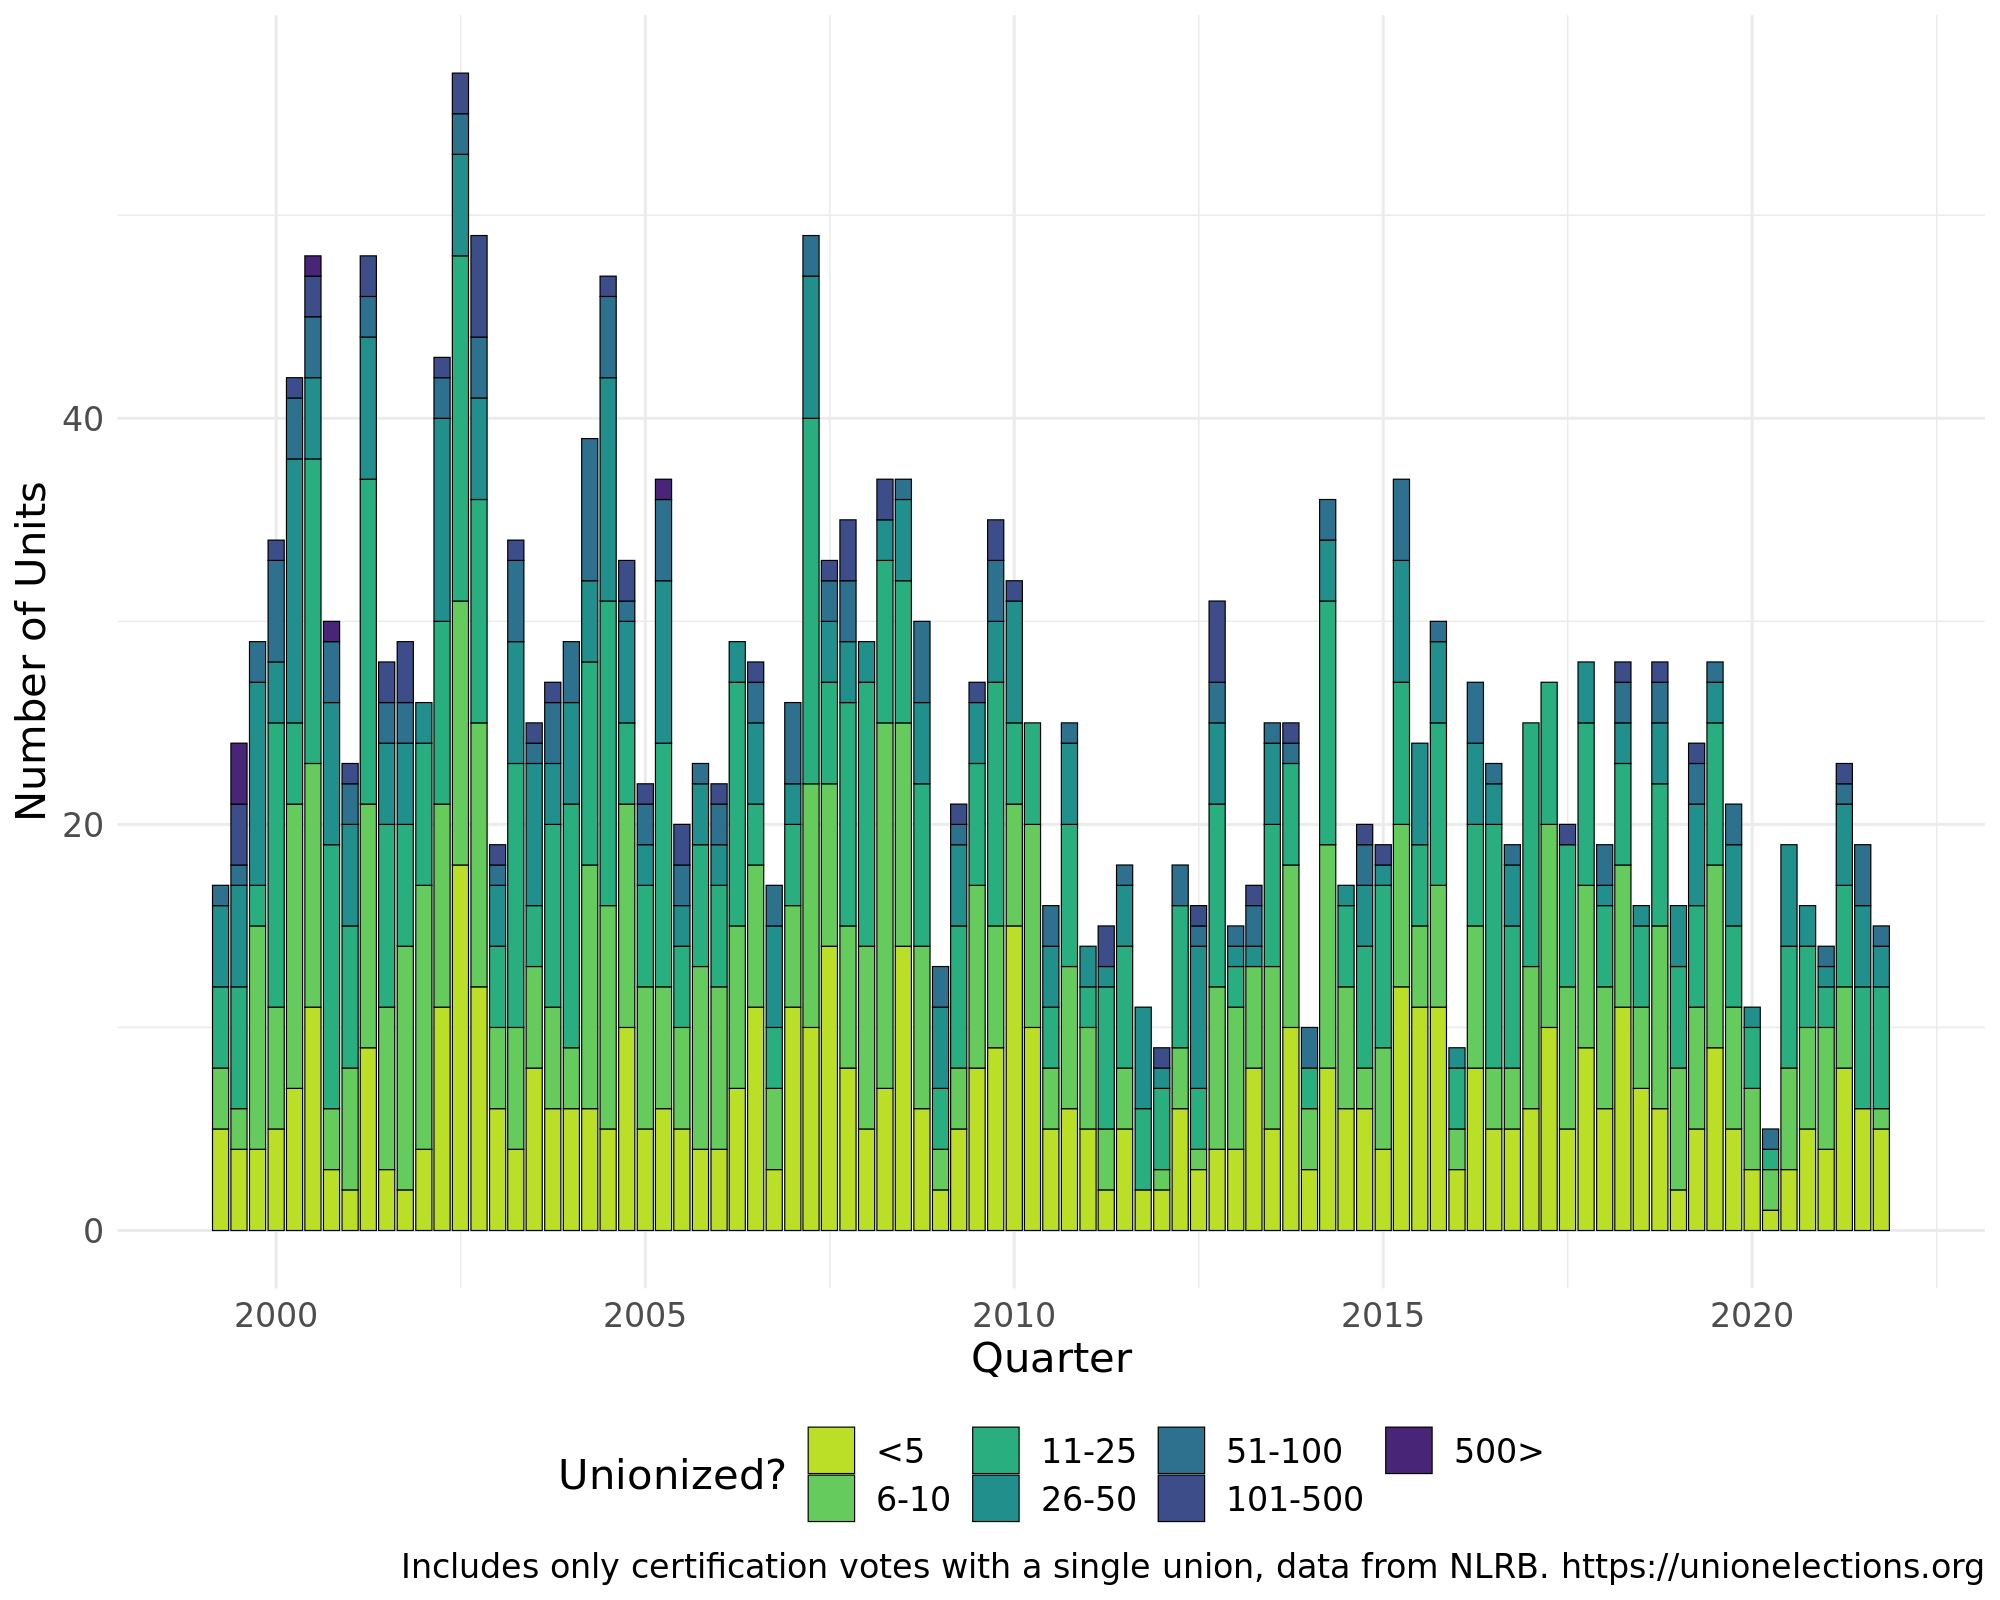 Number of Units
40
20
0
2000 2005 2010 2015 2020
Quarter
Unionized?
<5 11-25 51-100 500>
6-10 26-50 101-500
Includes only certification votes with a single union, data from NLRB. https://unionelections.org